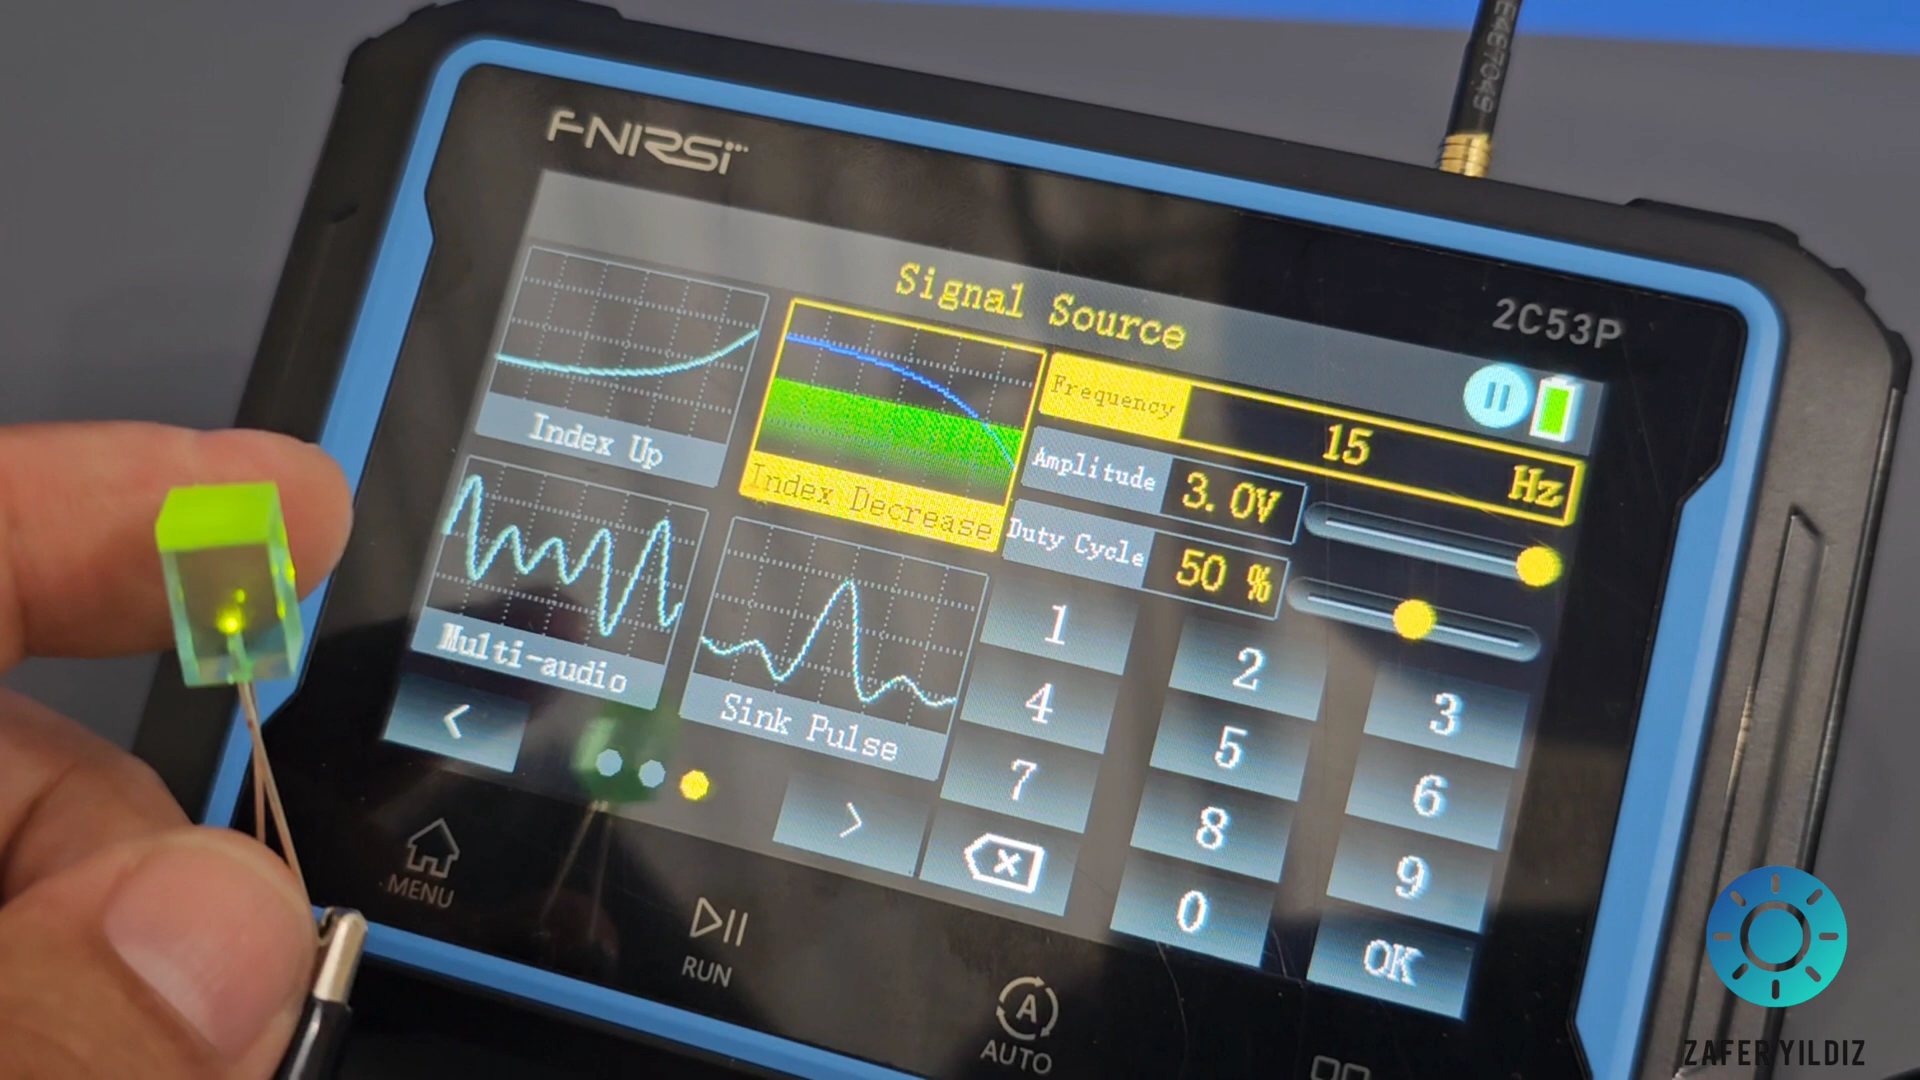 FNIRSI
2C53P
Signal Source
Index Up
Index Decrease
Frequency
15
Hz
Amplitude
3.0V
Duty Cycle
50 %
Multi-audio
Sink Pulse
1
2
3
4
5
6
7
8
9
0
OK
<
>
MENU
RUN
AUTO
ZAFER YILDIZ